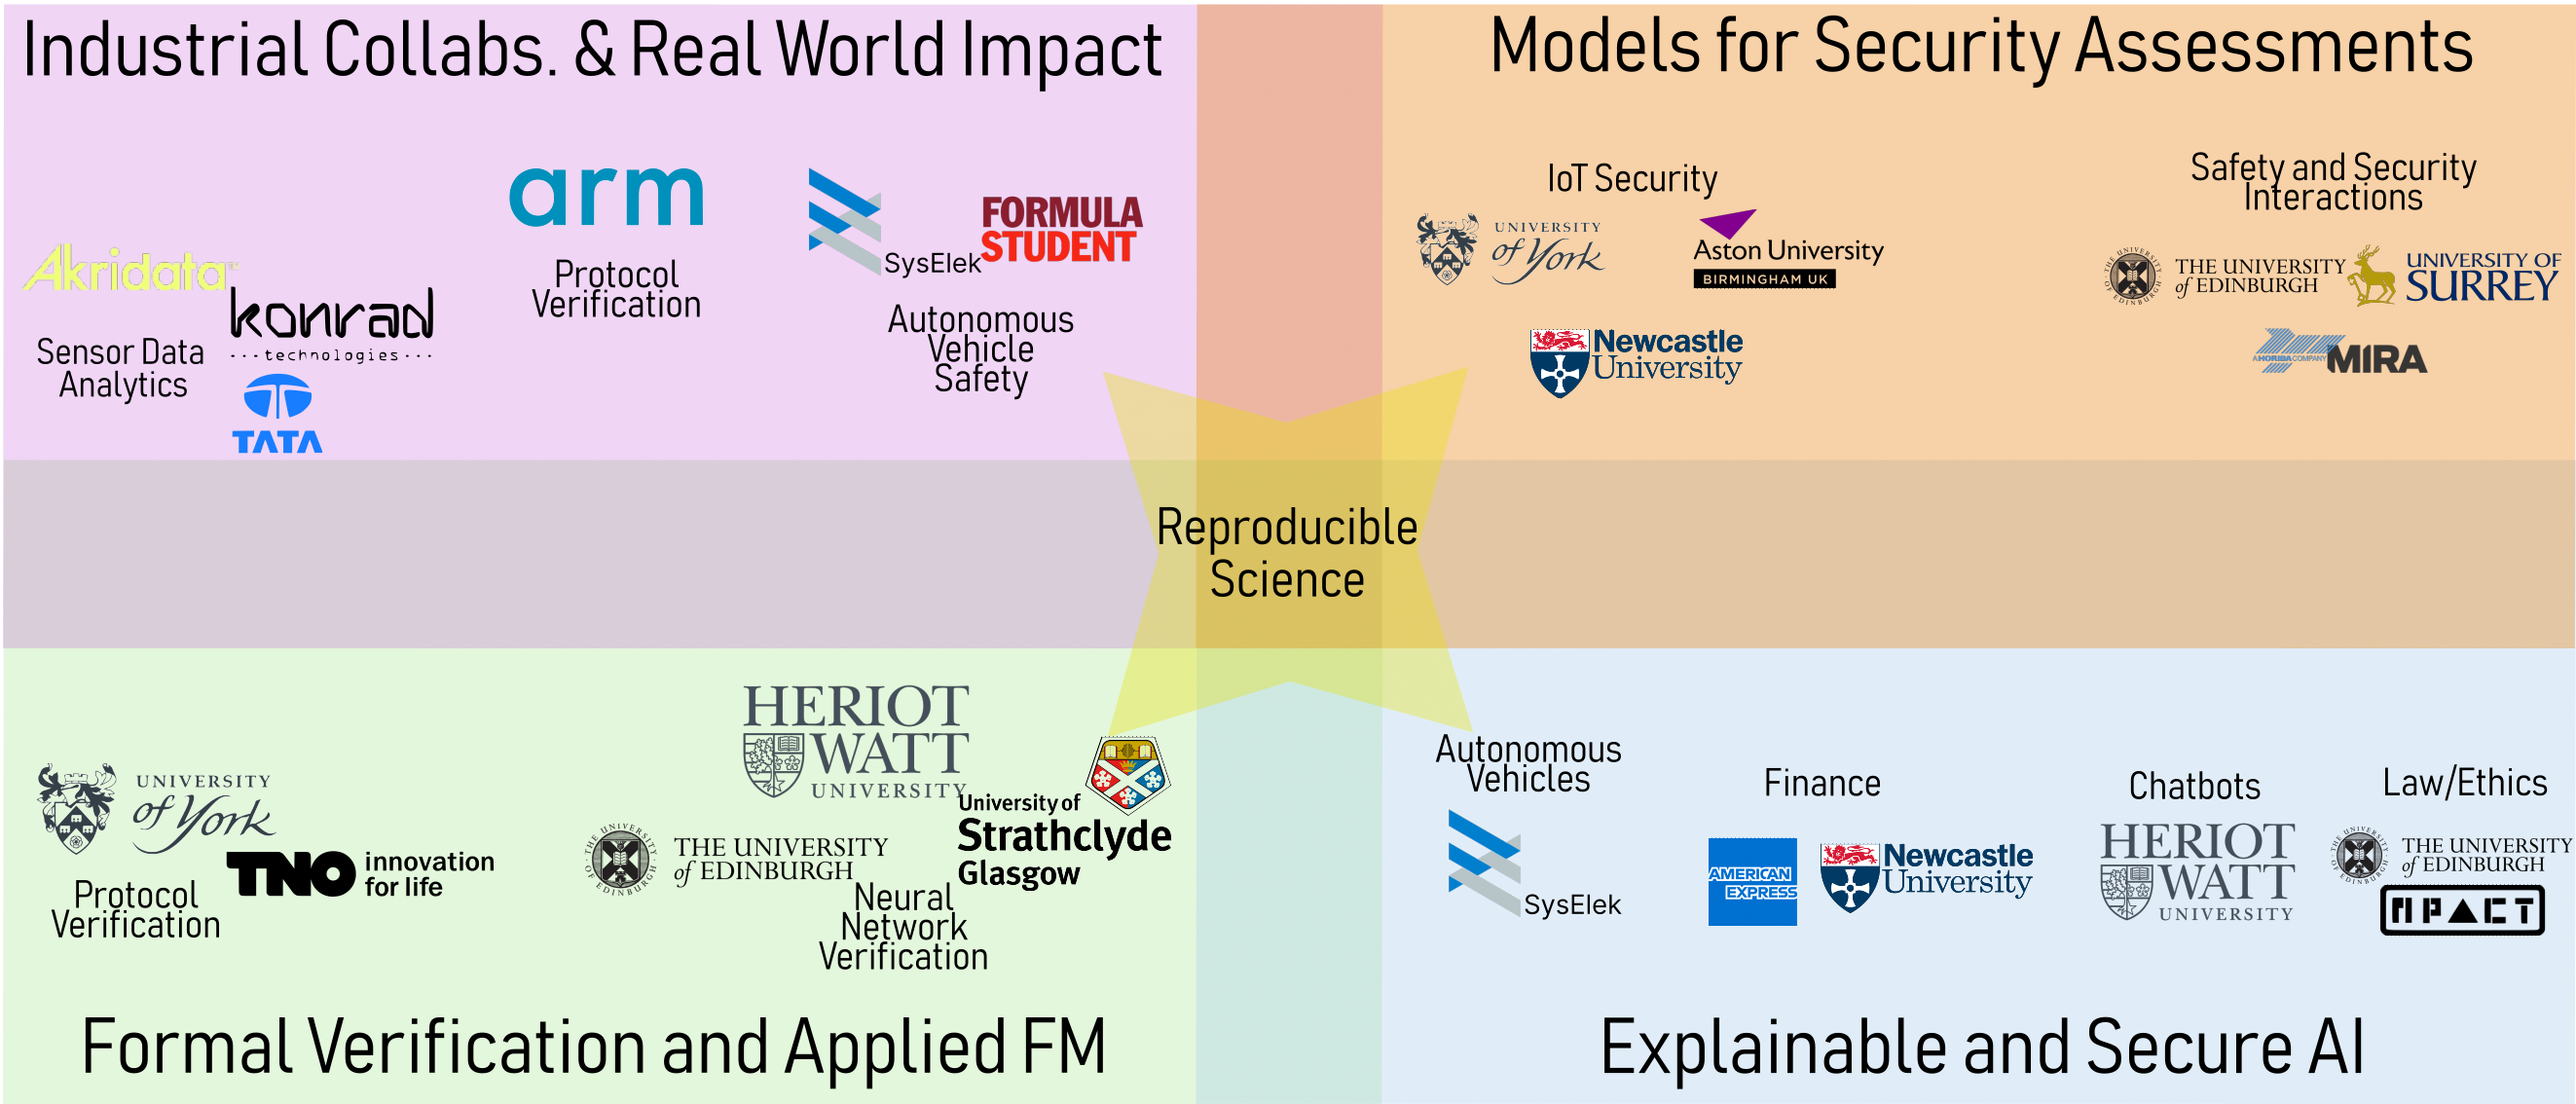 Industrial Collabs. & Real World Impact
arm
SysElek
FORMULA
STUDENT
Akridata
konrad
···technologies···
Protocol
Verification
Autonomous
Vehicle
Safety
Sensor Data
Analytics
TATA
Models for Security Assessments
IoT Security
UNIVERSITY
of York
Aston University
BIRMINGHAM UK
Newcastle
University
Safety and Security
Interactions
THE UNIVERSITY
of EDINBURGH
UNIVERSITY OF
SURREY
A HORIBA COMPANY
MIRA
Reproducible
Science
HERIOT
WATT
UNIVERSITY
UNIVERSITY
of York
TNO innovation
for life
Protocol
Verification
THE UNIVERSITY
of EDINBURGH
University of
Strathclyde
Glasgow
Neural
Network
Verification
Formal Verification and Applied FM
Autonomous
Vehicles
SysElek
Finance
AMERICAN
EXPRESS
Newcastle
University
Chatbots
HERIOT
WATT
UNIVERSITY
Law/Ethics
THE UNIVERSITY
of EDINBURGH
Explainable and Secure AI